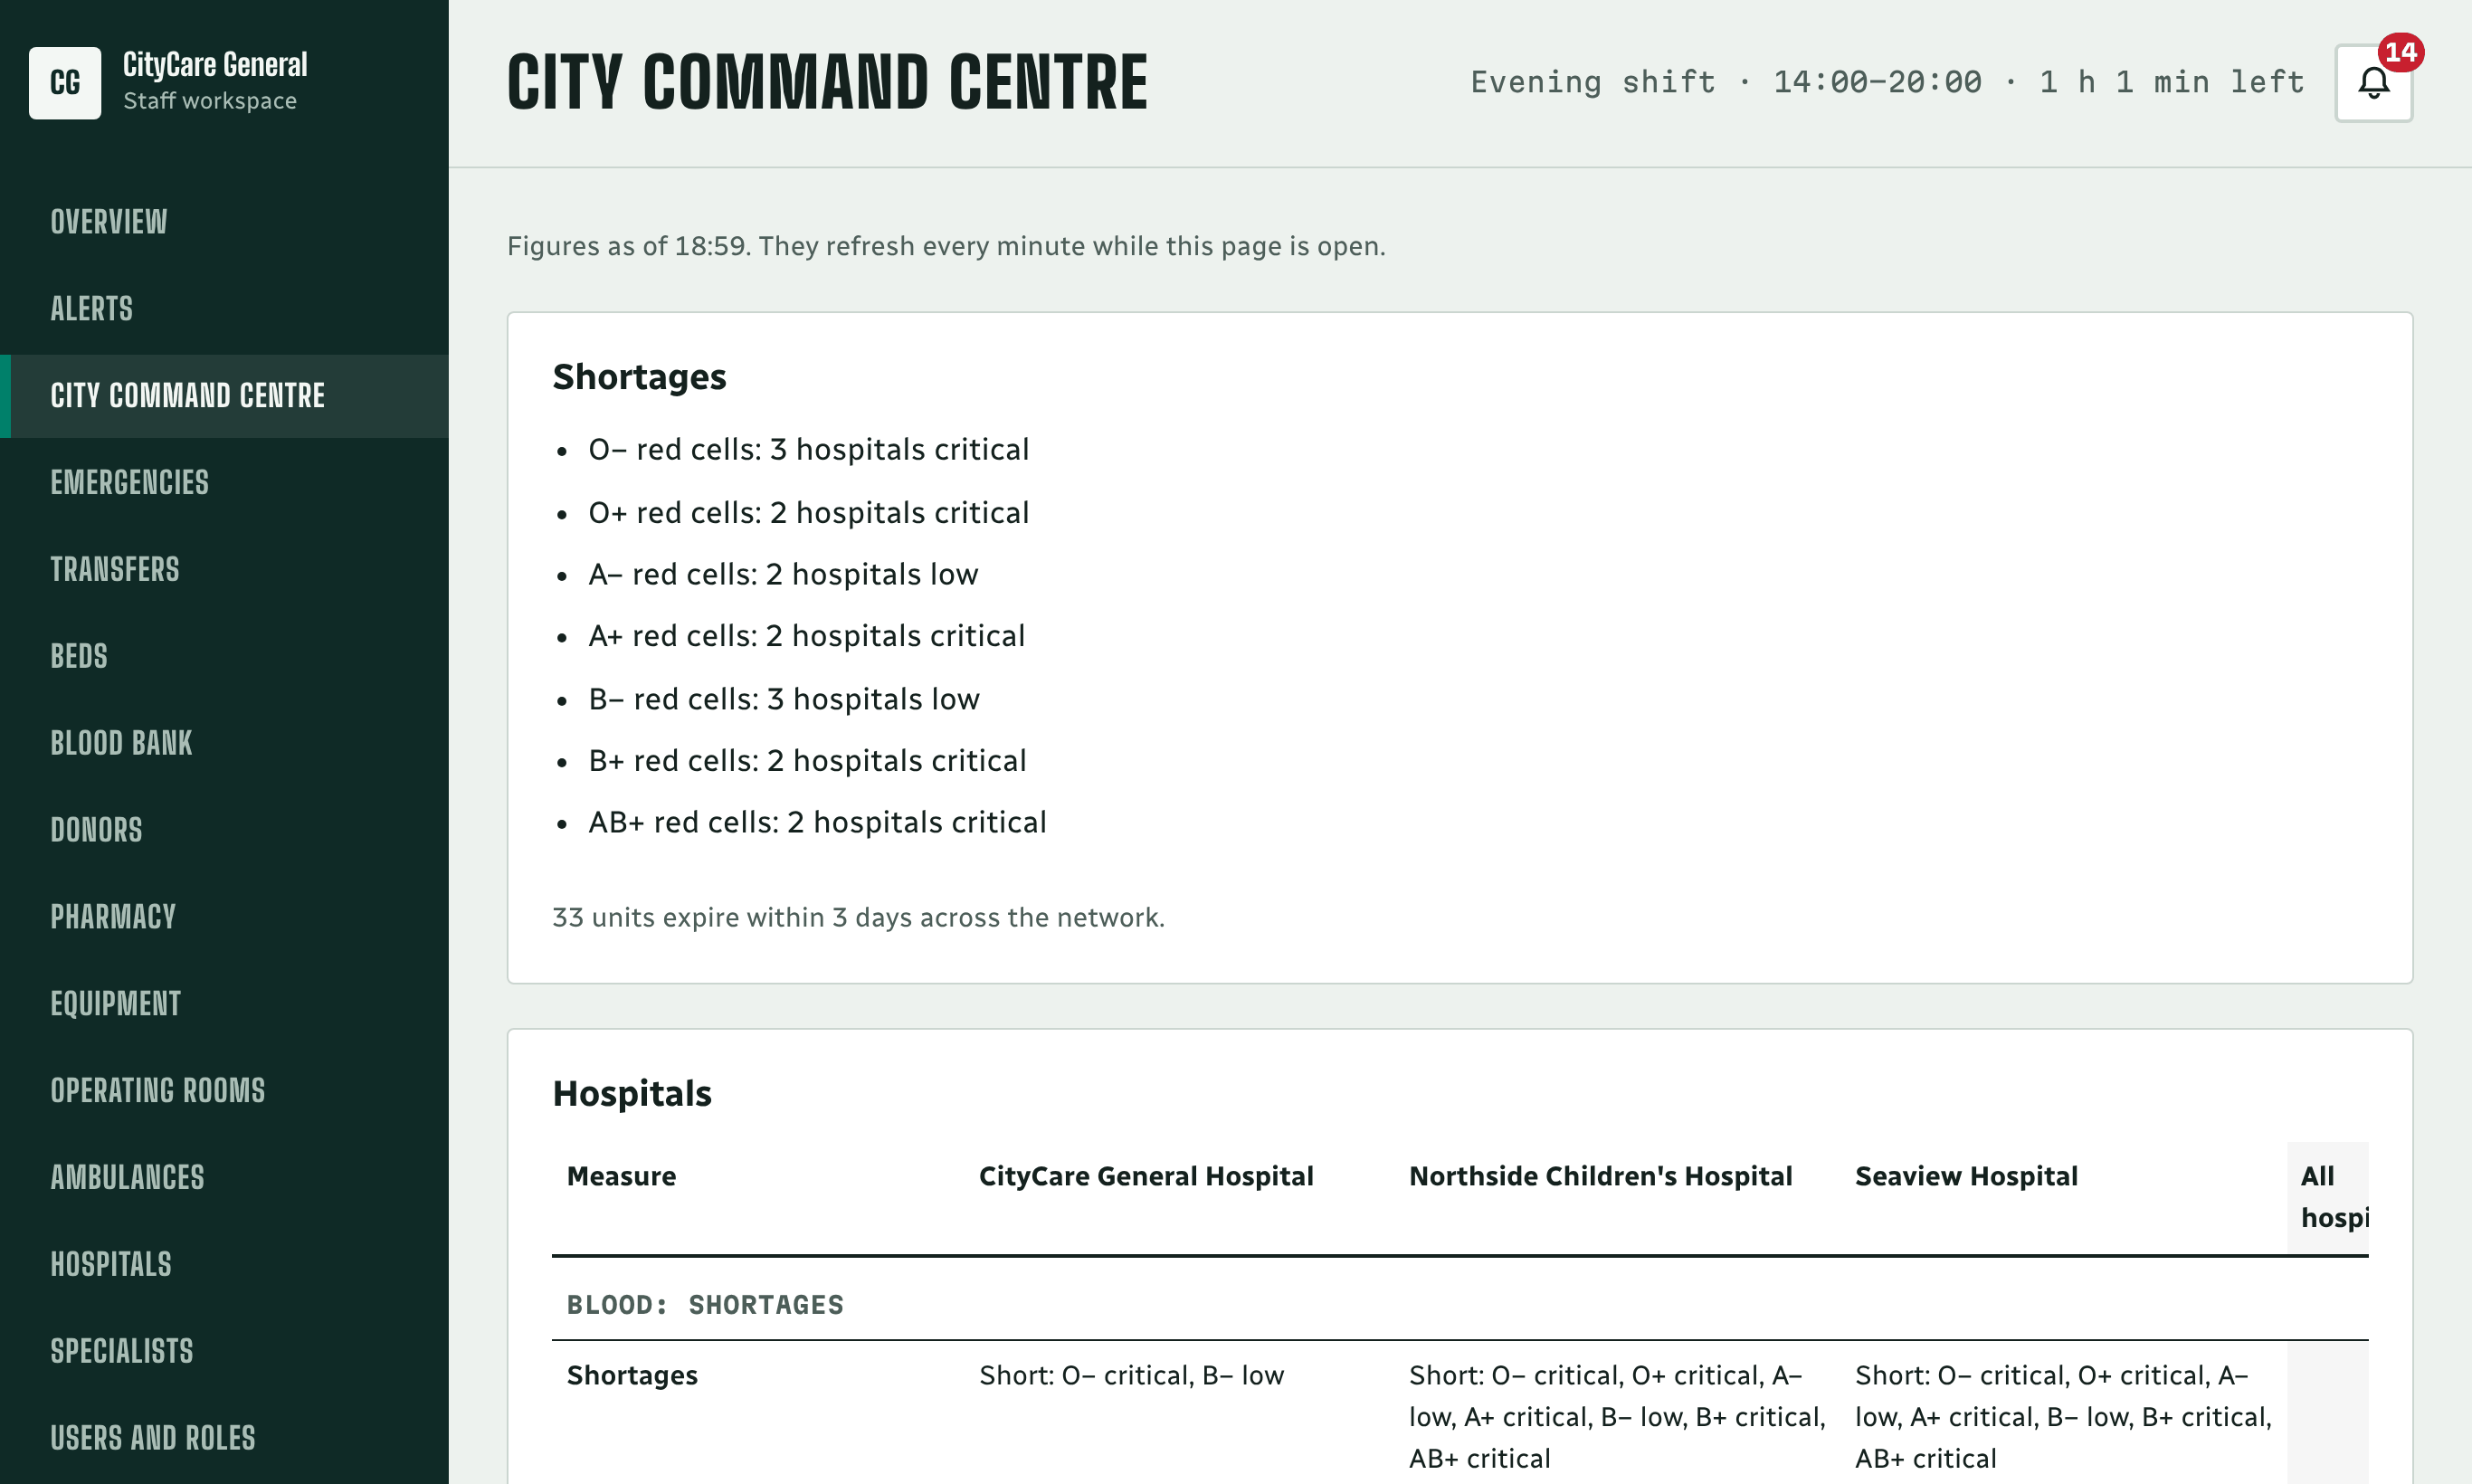 CG
CityCare General
Staff workspace
OVERVIEW
ALERTS
CITY COMMAND CENTRE
EMERGENCIES
TRANSFERS
BEDS
BLOOD BANK
DONORS
PHARMACY
EQUIPMENT
OPERATING ROOMS
AMBULANCES
HOSPITALS
SPECIALISTS
USERS AND ROLES
CITY COMMAND CENTRE
Evening shift · 14:00–20:00 · 1 h 1 min left
14
Figures as of 18:59. They refresh every minute while this page is open.
Shortages
• O– red cells: 3 hospitals critical
• O+ red cells: 2 hospitals critical
• A– red cells: 2 hospitals low
• A+ red cells: 2 hospitals critical
• B– red cells: 3 hospitals low
• B+ red cells: 2 hospitals critical
• AB+ red cells: 2 hospitals critical
33 units expire within 3 days across the network.
Hospitals
Measure CityCare General Hospital Northside Children's Hospital Seaview Hospital All
hospi
BLOOD: SHORTAGES
Shortages Short: O– critical, B– low Short: O– critical, O+ critical, A– Short: O– critical, O+ critical, A–
low, A+ critical, B– low, B+ critical, low, A+ critical, B– low, B+ critical,
AB+ critical AB+ critical